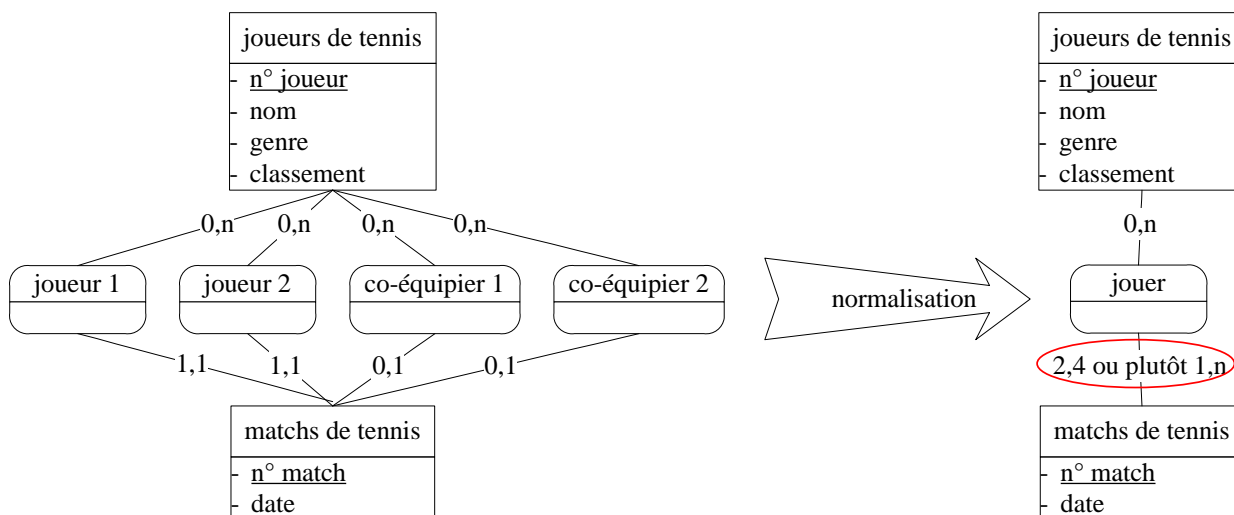 joueurs de tennis
- n° joueur
- nom
- genre
- classement
0,n 0,n 0,n 0,n
joueur 1 joueur 2 co-équipier 1 co-équipier 2
1,1 1,1 0,1 0,1
matchs de tennis
- n° match
- date
normalisation
joueurs de tennis
- n° joueur
- nom
- genre
- classement
0,n
jouer
2,4 ou plutôt 1,n
matchs de tennis
- n° match
- date